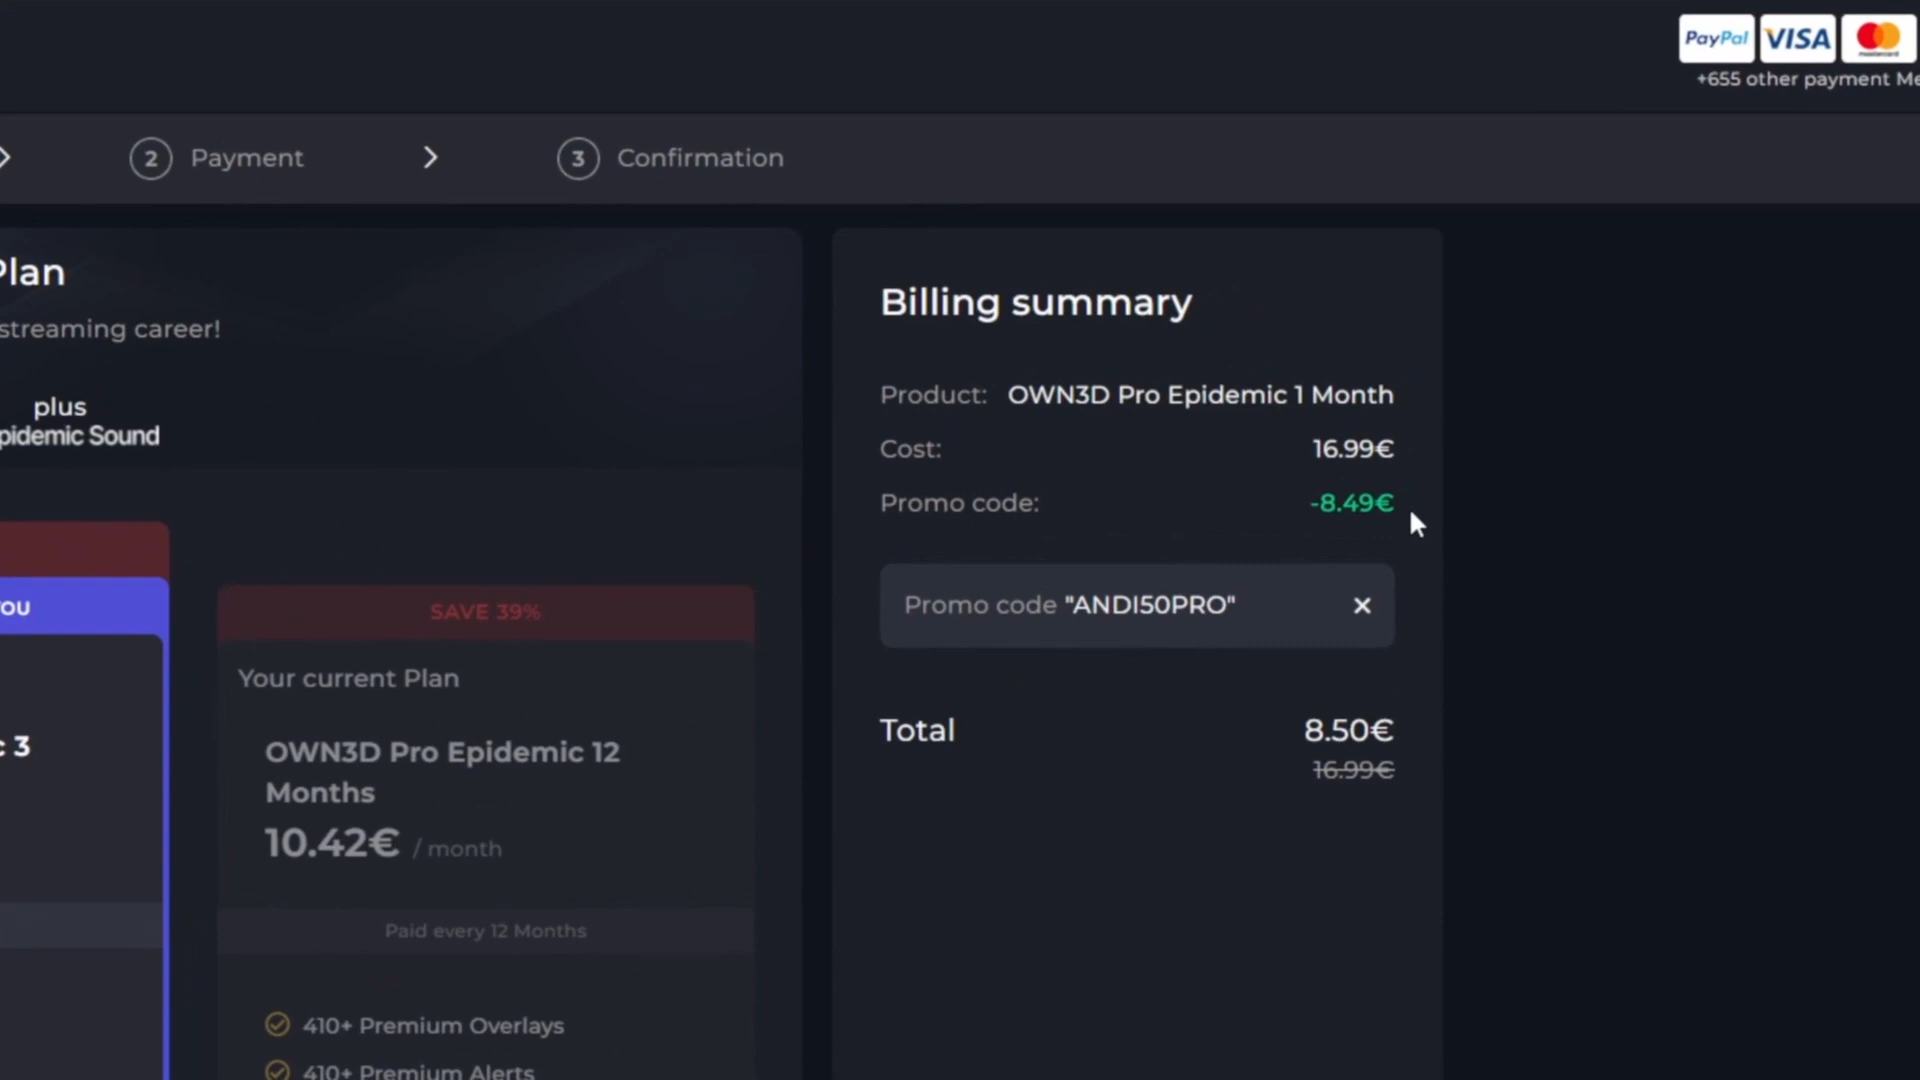 PayPal VISA mastercard
+655 other payment Me
2 Payment
3 Confirmation
Plan
streaming career!
plus
pidemic Sound
OU
c 3
SAVE 39%
Your current Plan
OWN3D Pro Epidemic 12
Months
10.42€ / month
Paid every 12 Months
410+ Premium Overlays
410+ Premium Alerts
Billing summary
Product: OWN3D Pro Epidemic 1 Month
Cost: 16.99€
Promo code: -8.49€
Promo code "ANDI50PRO" ×
Total 8.50€
16.99€